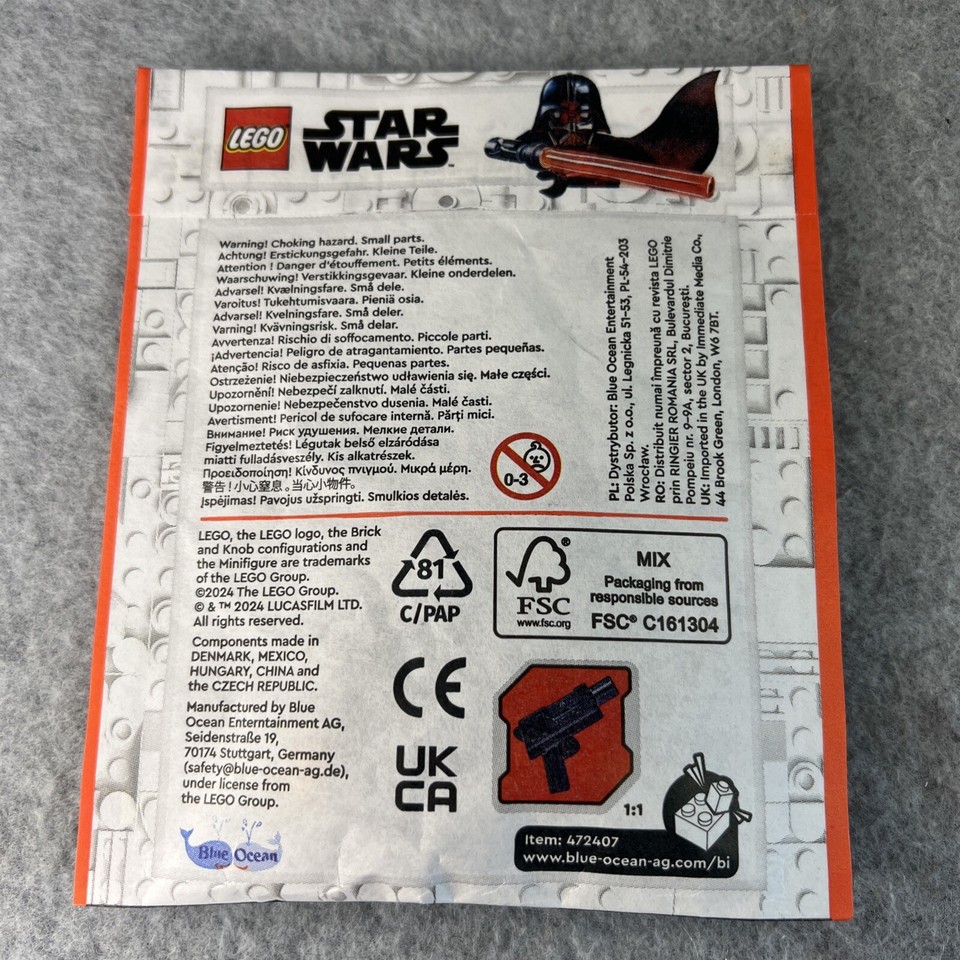 LEGO
STAR
WARS™
Warning! Choking hazard. Small parts.
Achtung! Erstickungsgefahr. Kleine Teile.
Attention ! Danger d'étouffement. Petits éléments.
Waarschuwing! Verstikkingsgevaar. Kleine onderdelen.
Advarsel! Kvælningsfare. Små dele.
Varoitus! Tukehtumisvaara. Pieniä osia.
Advarsel! Kvelningsfare. Små deler.
Varning! Kvävningsrisk. Små delar.
Avvertenza! Rischio di soffocamento. Piccole parti.
¡Advertencia! Peligro de atragantamiento. Partes pequeñas.
Atenção! Risco de asfixia. Pequenas partes.
Ostrzeżenie! Niebezpieczeństwo udławienia się. Małe części.
Upozornění! Nebezpečí zalknutí. Malé části.
Upozornenie! Nebezpečenstvo dusenia. Malé časti.
Avertisment! Pericol de sufocare internă. Părți mici.
Внимание! Риск удушения. Мелкие детали.
Figyelmeztetés! Légutak belső elzáródása
miatti fulladásveszély. Kis alkatrészek.
Προειδοποίηση! Κίνδυνος πνιγμού. Μικρά μέρη.
警告！小心窒息。当心小物件。
Įspėjimas! Pavojus užspringti. Smulkios detalės.
0-3
PL: Dystrybutor: Blue Ocean Entertainment
Polska Sp. z o.o., ul. Legnicka 51-53, PL-54-203
Wrocław.
RO: Distribuit numai împreună cu revista LEGO
prin RINGIER ROMANIA SRL, Bulevardul Dimitrie
Pompeiu nr. 9-9A, sector 2, București.
UK: Imported in the UK by Immediate Media Co.,
44 Brook Green, London, W6 7BT.
LEGO, the LEGO logo, the Brick
and Knob configurations and
the Minifigure are trademarks
of the LEGO Group.
©2024 The LEGO Group.
© & ™ 2024 LUCASFILM LTD.
All rights reserved.
Components made in
DENMARK, MEXICO,
HUNGARY, CHINA and
the CZECH REPUBLIC.
Manufactured by Blue
Ocean Enterntainment AG,
Seidenstraße 19,
70174 Stuttgart, Germany
(safety@blue-ocean-ag.de),
under license from
the LEGO Group.
Blue Ocean
81
C/PAP
CE
UK
CA
FSC
www.fsc.org
MIX
Packaging from
responsible sources
FSC® C161304
1:1
Item: 472407
www.blue-ocean-ag.com/bi